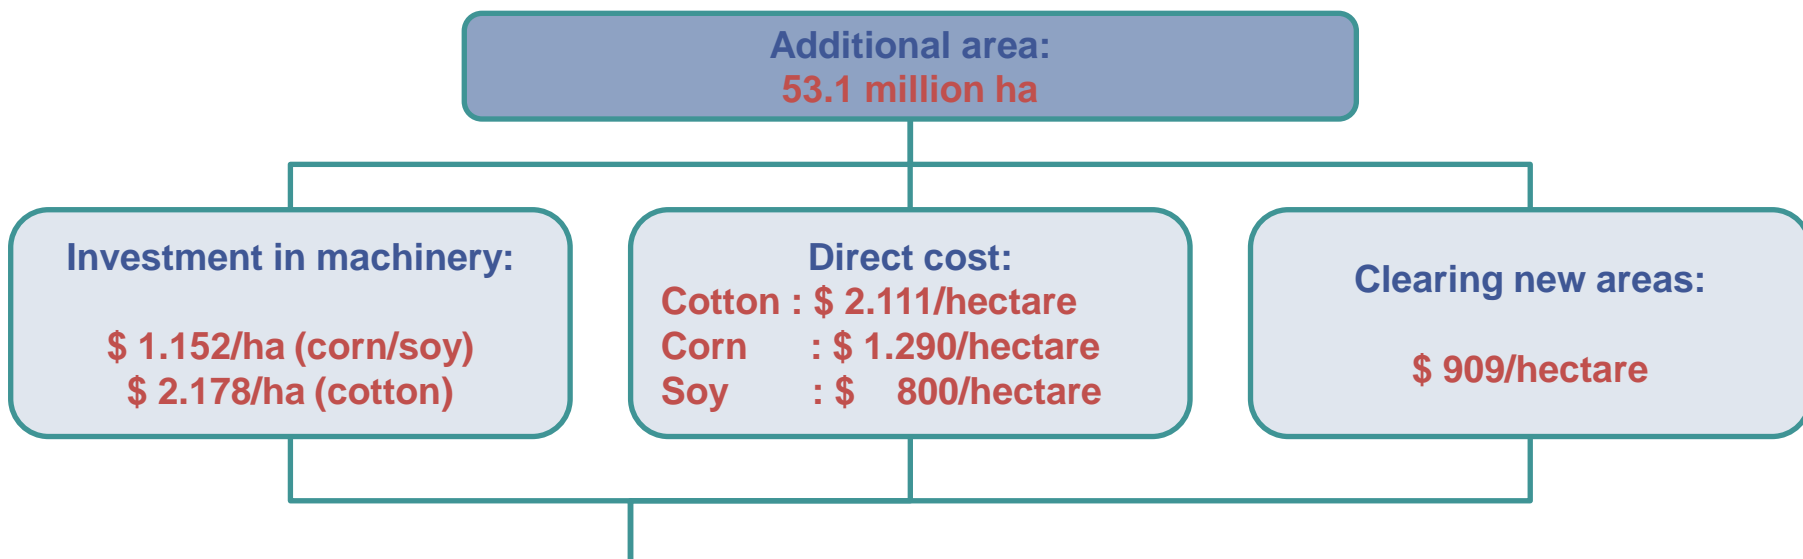 Additional area:
53.1 million ha
Investment in machinery:
$ 1.152/ha (corn/soy)
$ 2.178/ha (cotton)
Direct cost:
Cotton : $ 2.111/hectare
Corn : $ 1.290/hectare
Soy : $ 800/hectare
Clearing new areas:
$ 909/hectare